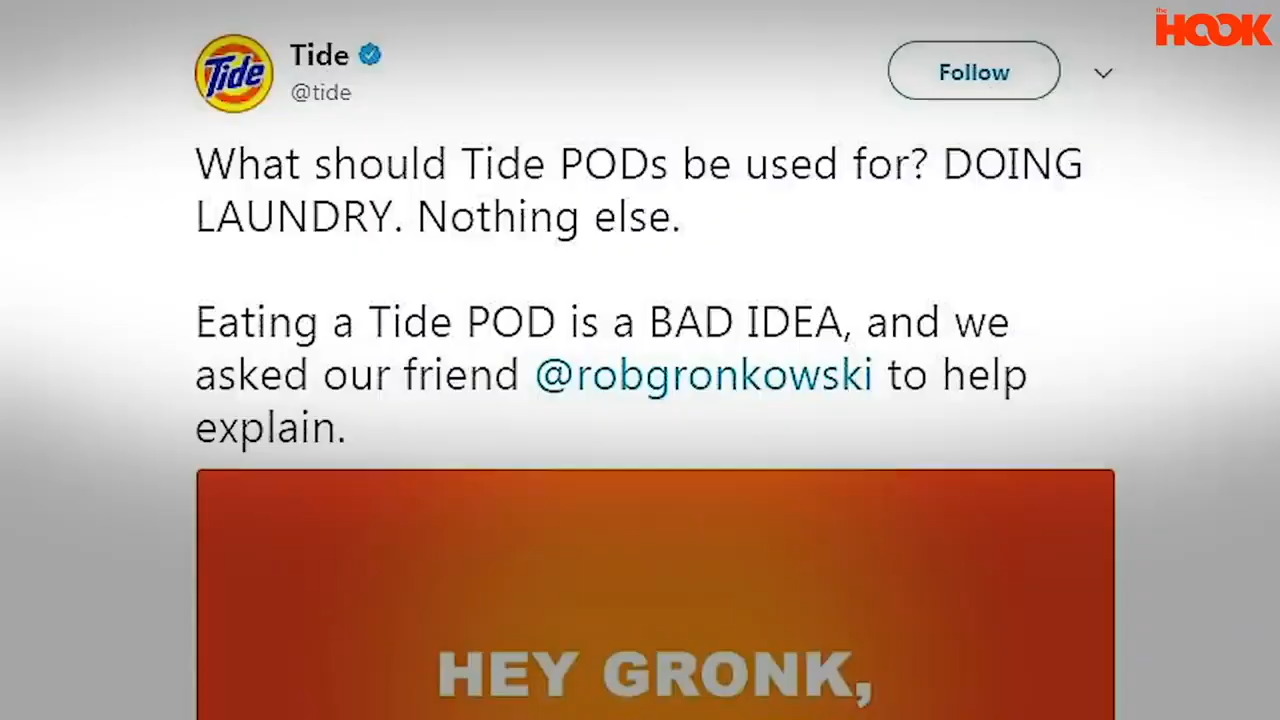 the
HOOK
Tide
Tide
@tide
Follow
What should Tide PODs be used for? DOING
LAUNDRY. Nothing else.
Eating a Tide POD is a BAD IDEA, and we
asked our friend @robgronkowski to help
explain.
HEY GRONK,